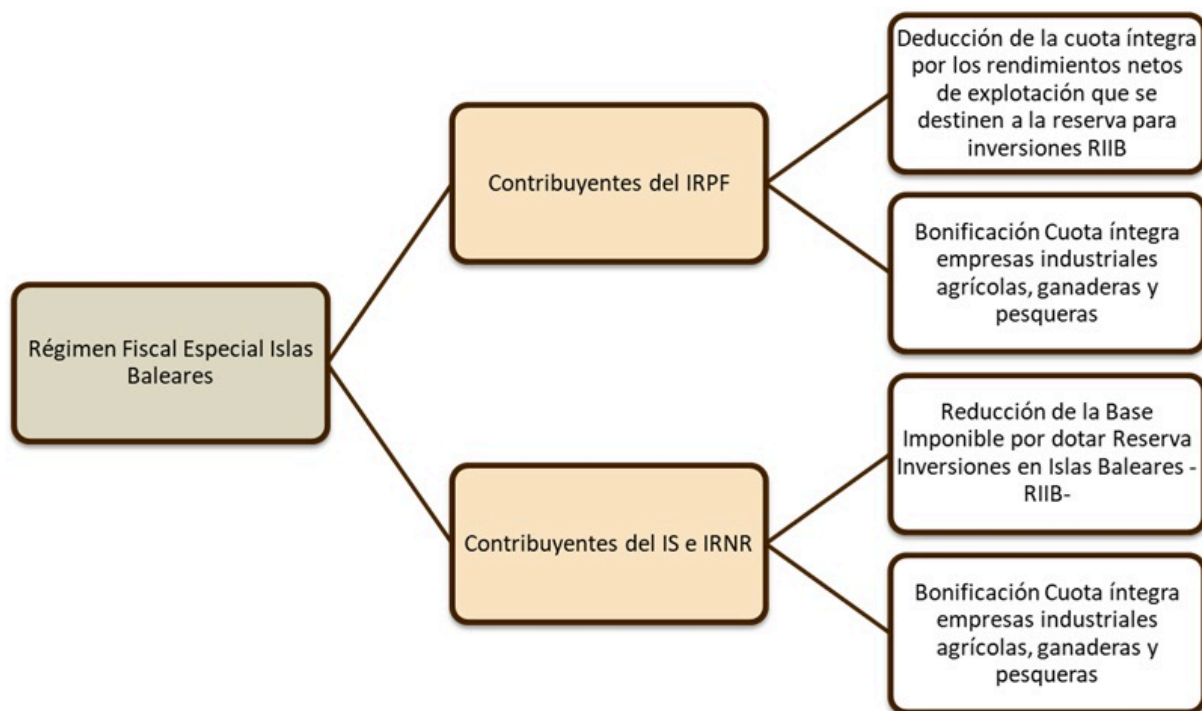 Régimen Fiscal Especial Islas
Baleares
Contribuyentes del IRPF
Deducción de la cuota íntegra
por los rendimientos netos
de explotación que se
destinen a la reserva para
inversiones RIIB
Bonificación Cuota íntegra
empresas industriales
agrícolas, ganaderas y
pesqueras
Contribuyentes del IS e IRNR
Reducción de la Base
Imponible por dotar Reserva
Inversiones en Islas Baleares -
RIIB-
Bonificación Cuota íntegra
empresas industriales
agrícolas, ganaderas y
pesqueras